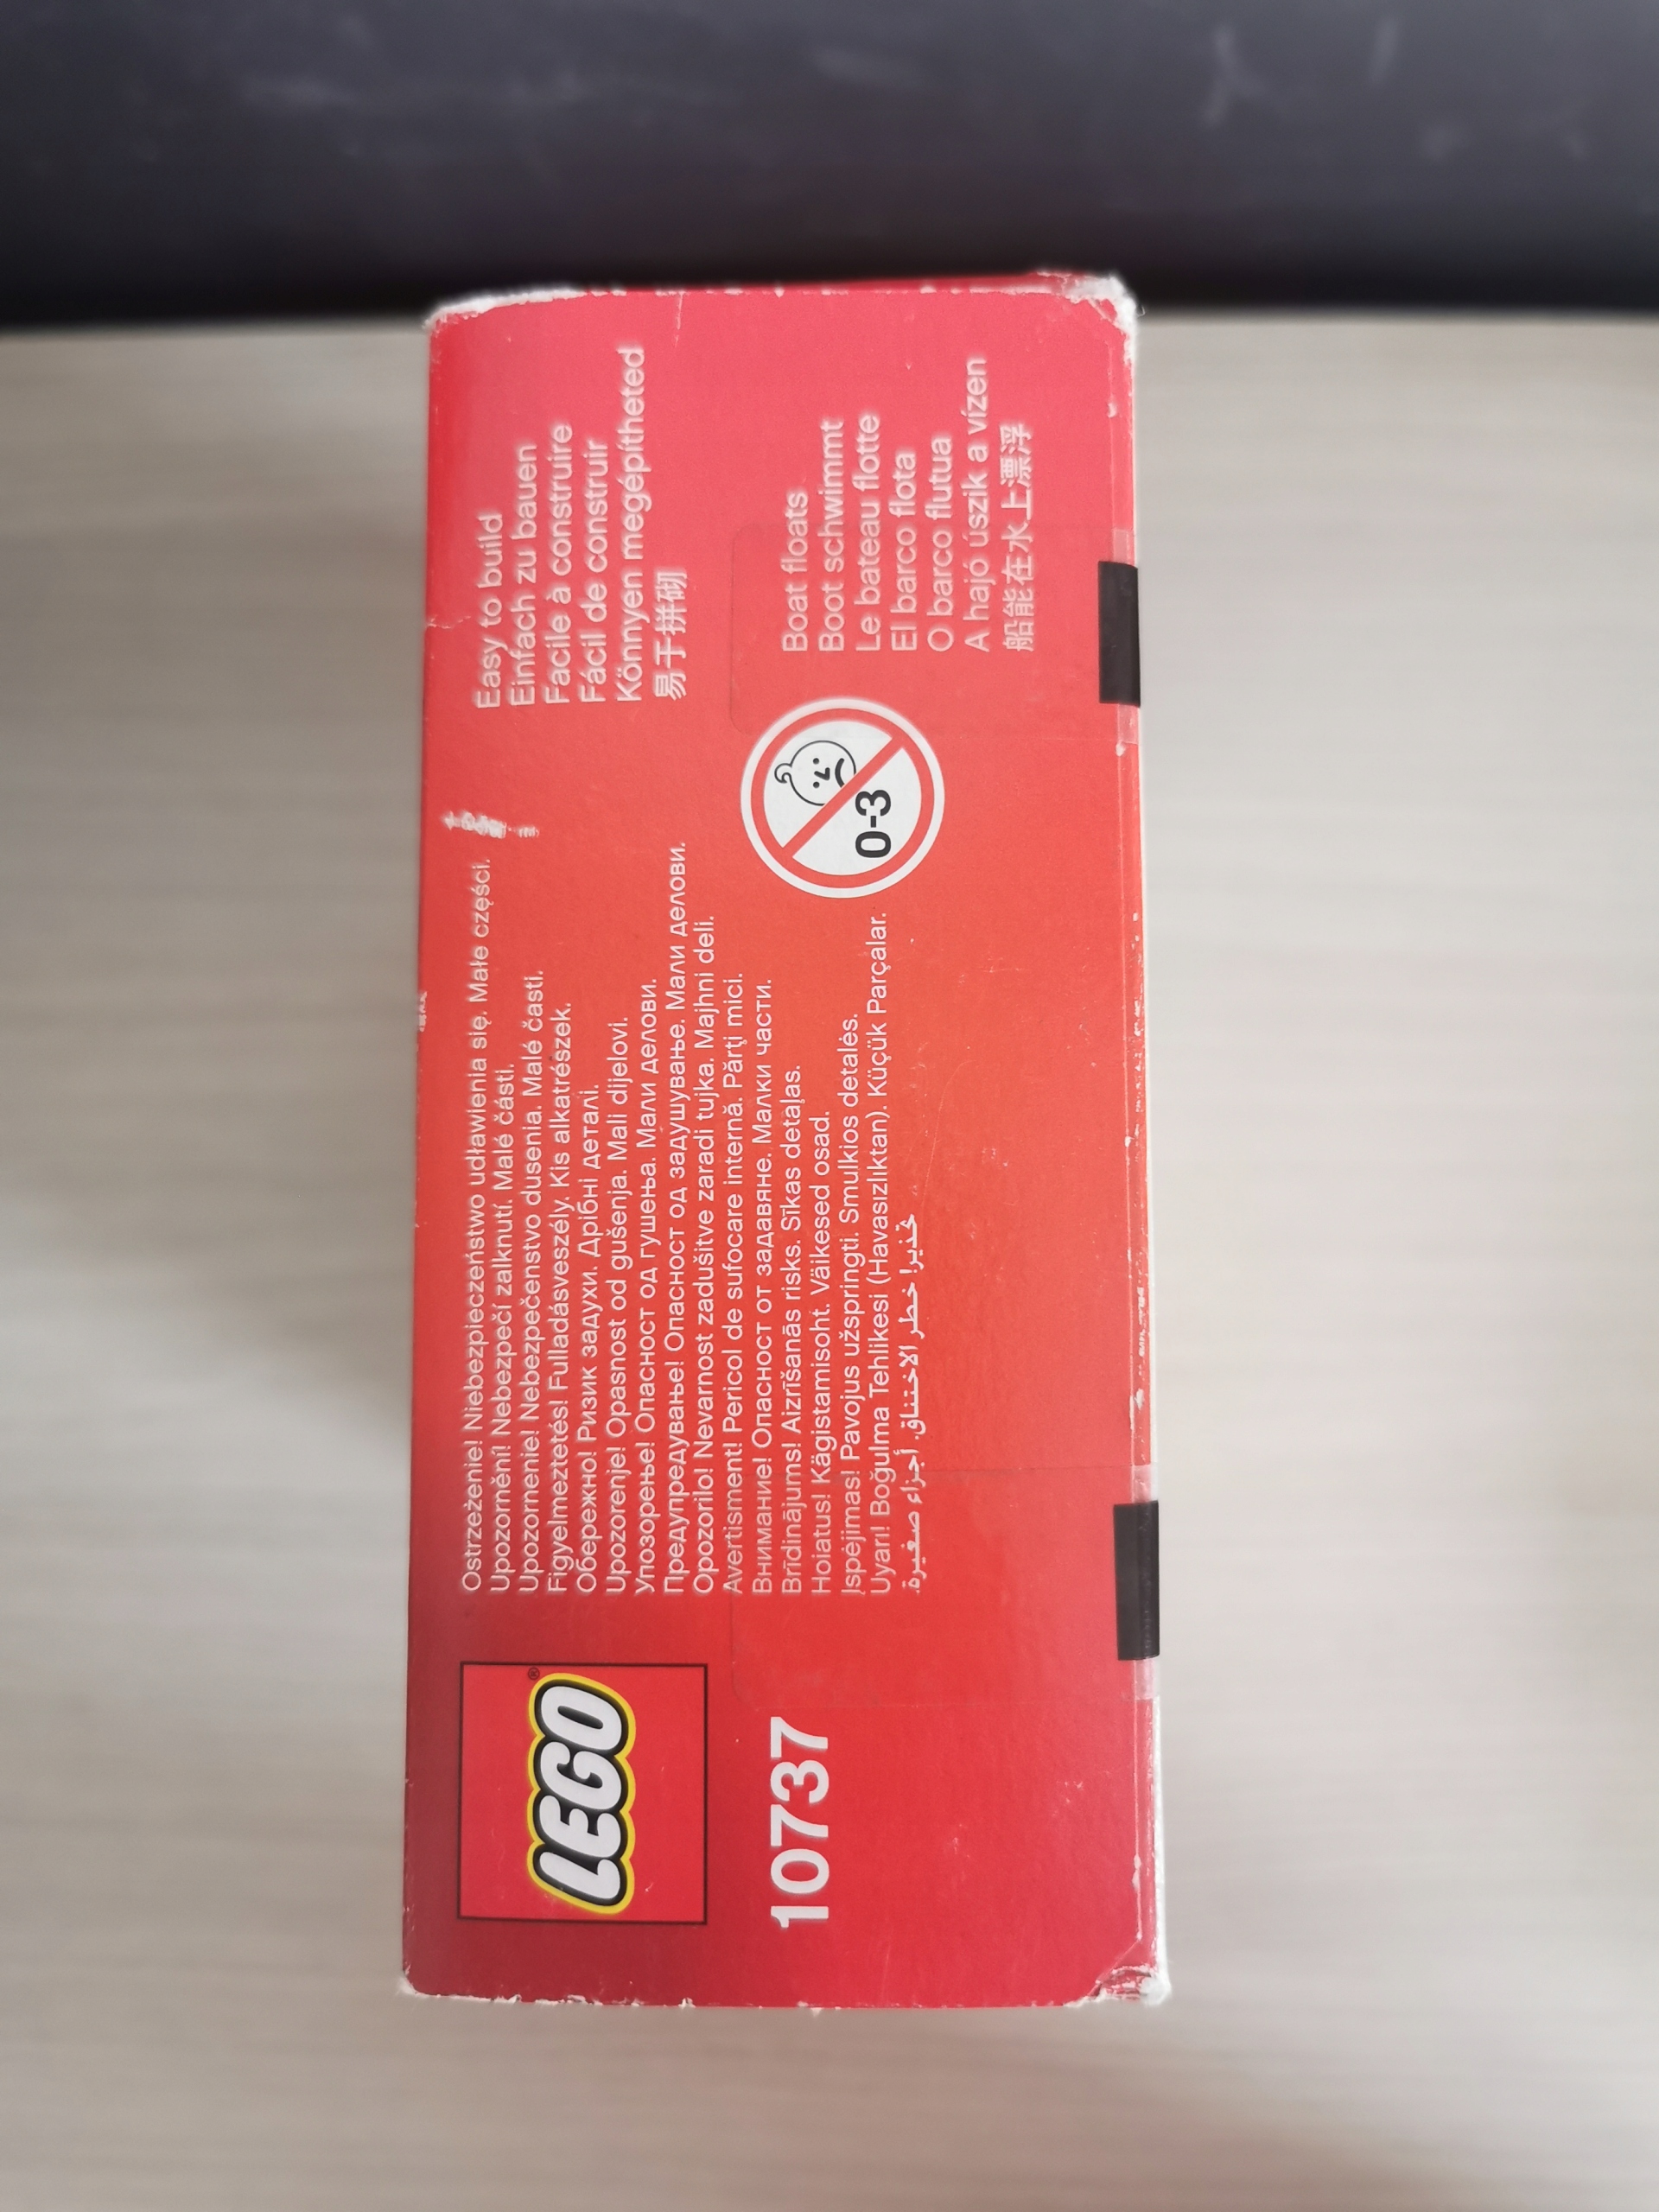 LEGO®
10737
Ostrzeżenie! Niebezpieczeństwo udławienia się. Małe części.
Upozornění! Nebezpečí zalknutí. Malé části.
Upozornenie! Nebezpečenstvo dusenia. Malé časti.
Figyelmeztetés! Fulladásveszély. Kis alkatrészek.
Обережно! Ризик задухи. Дрібні деталі.
Upozorenje! Opasnost od gušenja. Mali dijelovi.
Упозорење! Опасност од гушења. Мали делови.
Предупредување! Опасност од задушување. Мали делови.
Opozorilo! Nevarnost zadušitve zaradi tujka. Majhni deli.
Avertisment! Pericol de sufocare internă. Părţi mici.
Внимание! Опасност от задавяне. Малки части.
Brīdinājums! Aizrīšanās risks. Sīkas detaļas.
Hoiatus! Kägistamisoht. Väikesed osad.
Įspėjimas! Pavojus užspringti. Smulkios detalės.
Uyarı! Boğulma Tehlikesi (Havasızlıktan). Küçük Parçalar.
تحذير! خطر الاختناق. أجزاء صغيرة.
0-3
Easy to build
Einfach zu bauen
Facile à construire
Fácil de construir
Könnyen megépítheted
易于拼砌
Boat floats
Boot schwimmt
Le bateau flotte
El barco flota
O barco flutua
A hajó úszik a vízen
船能在水上漂浮